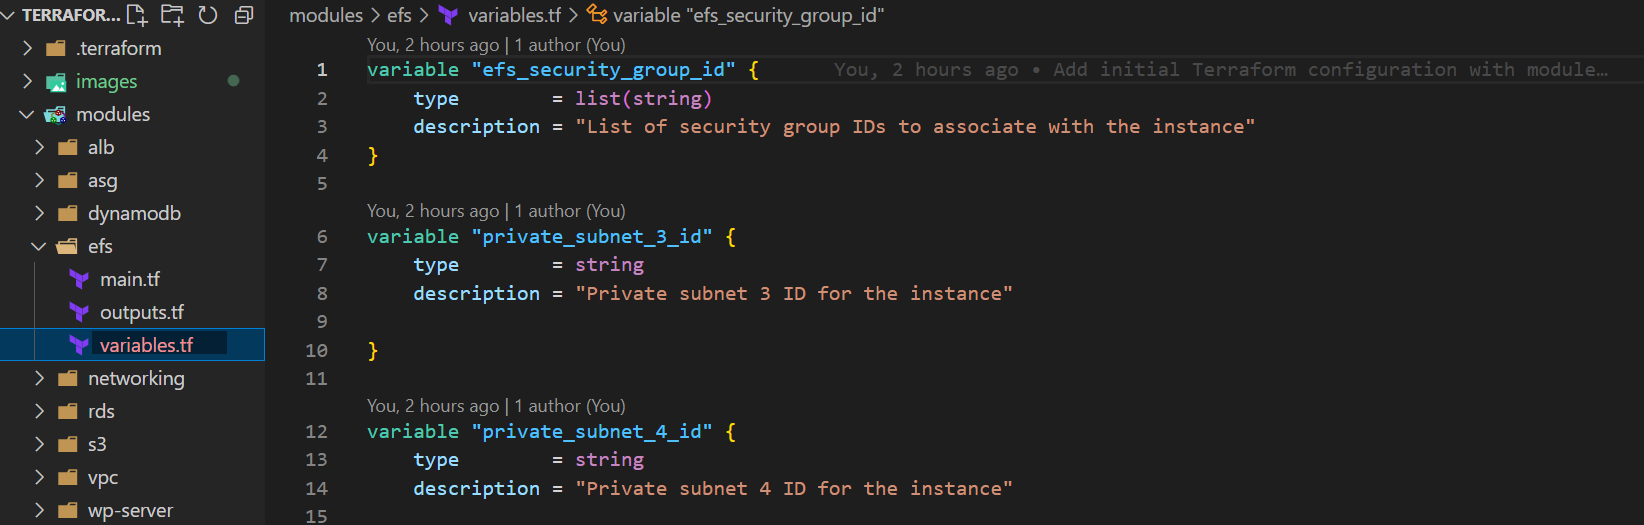 TERRAFOR...
.terraform
images
modules
alb
asg
dynamodb
efs
main.tf
outputs.tf
variables.tf
networking
rds
s3
vpc
wp-server
modules > efs > variables.tf > variable "efs_security_group_id"
You, 2 hours ago | 1 author (You)
1 variable "efs_security_group_id" { You, 2 hours ago • Add initial Terraform configuration with module…
2 type = list(string)
3 description = "List of security group IDs to associate with the instance"
4 }
5
You, 2 hours ago | 1 author (You)
6 variable "private_subnet_3_id" {
7 type = string
8 description = "Private subnet 3 ID for the instance"
9
10 }
11
You, 2 hours ago | 1 author (You)
12 variable "private_subnet_4_id" {
13 type = string
14 description = "Private subnet 4 ID for the instance"
15